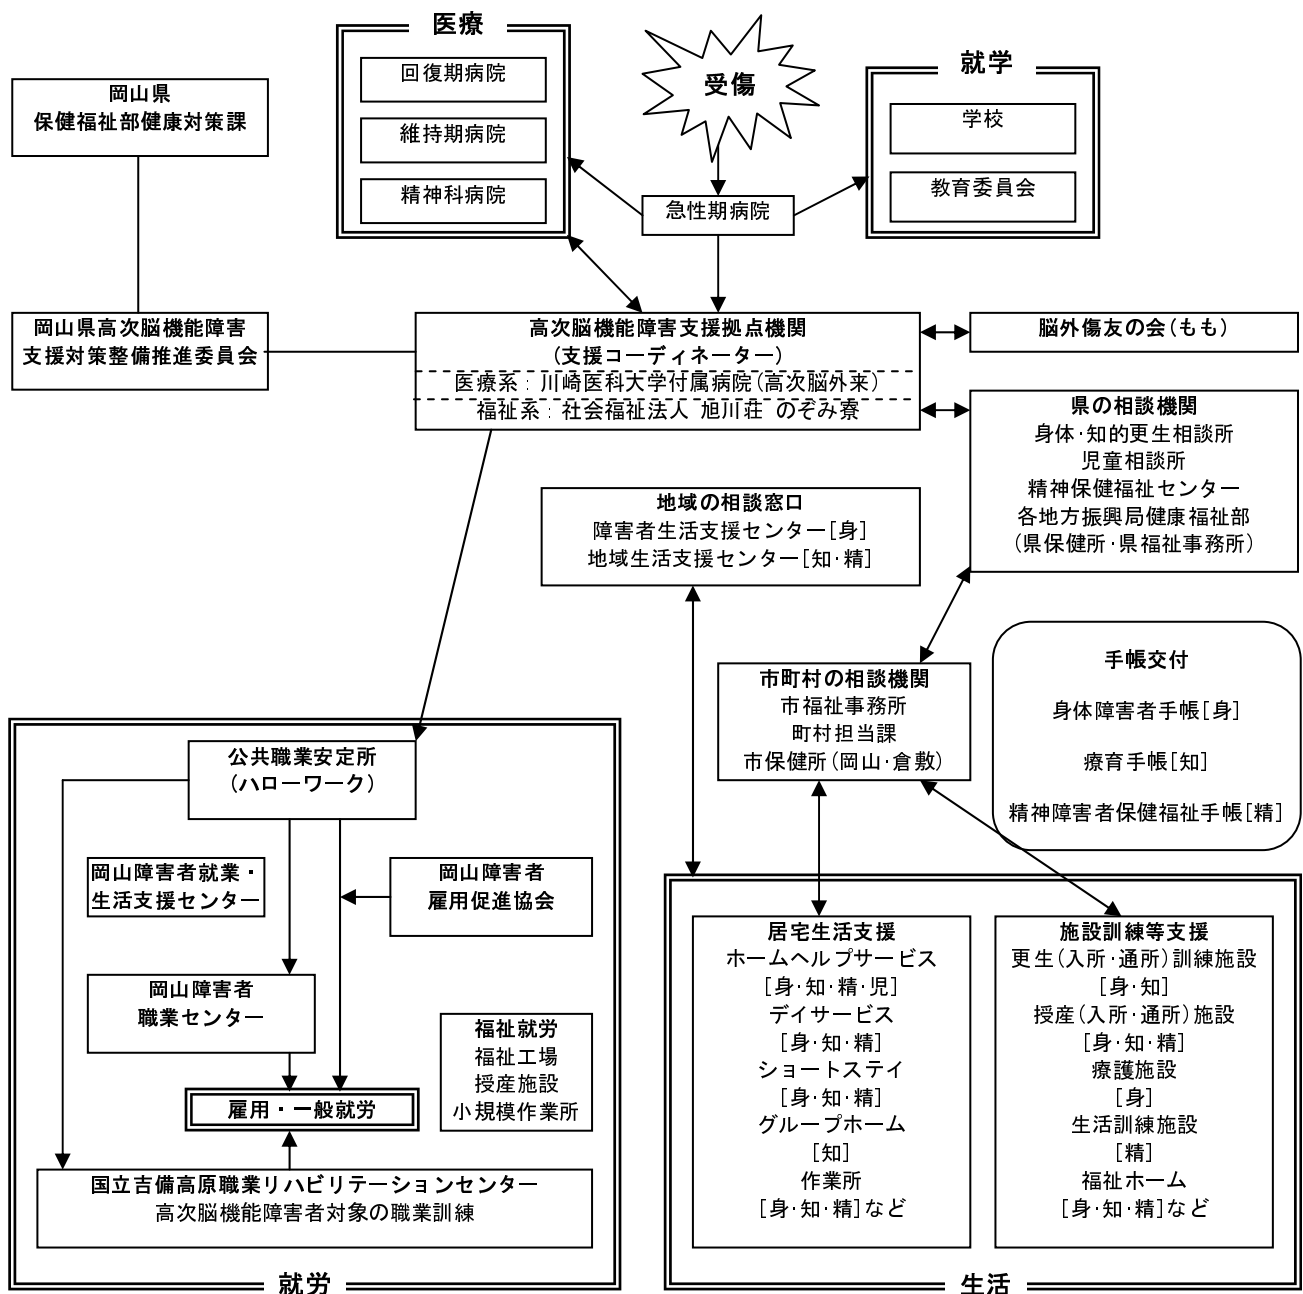 医療
回復期病院
維持期病院
精神科病院
受傷
就学
学校
教育委員会
岡山県
保健福祉部健康対策課
急性期病院
岡山県高次脳機能障害
支援対策整備推進委員会
高次脳機能障害支援拠点機関
(支援コーディネーター)
医療系:川崎医科大学付属病院(高次脳外来)
福祉系:社会福祉法人 旭川荘 のぞみ寮
脳外傷友の会(もも)
県の相談機関
身体・知的更生相談所
児童相談所
精神保健福祉センター
各地方振興局健康福祉部
(県保健所・県福祉事務所)
地域の相談窓口
障害者生活支援センター[身]
地域生活支援センター[知・精]
手帳交付
身体障害者手帳[身]
療育手帳[知]
精神障害者保健福祉手帳[精]
市町村の相談機関
市福祉事務所
町村担当課
市保健所(岡山・倉敷)
公共職業安定所
(ハローワーク)
岡山障害者就業・
生活支援センター
岡山障害者
雇用促進協会
岡山障害者
職業センター
福祉就労
福祉工場
授産施設
小規模作業所
雇用・一般就労
国立吉備高原職業リハビリテーションセンター
高次脳機能障害者対象の職業訓練
就労
居宅生活支援
ホームヘルプサービス
[身・知・精・児]
デイサービス
[身・知・精]
ショートステイ
[身・知・精]
グループホーム
[知]
作業所
[身・知・精]など
施設訓練等支援
更生(入所・通所)訓練施設
[身・知]
授産(入所・通所)施設
[身・知・精]
療護施設
[身]
生活訓練施設
[精]
福祉ホーム
[身・知・精]など
生活